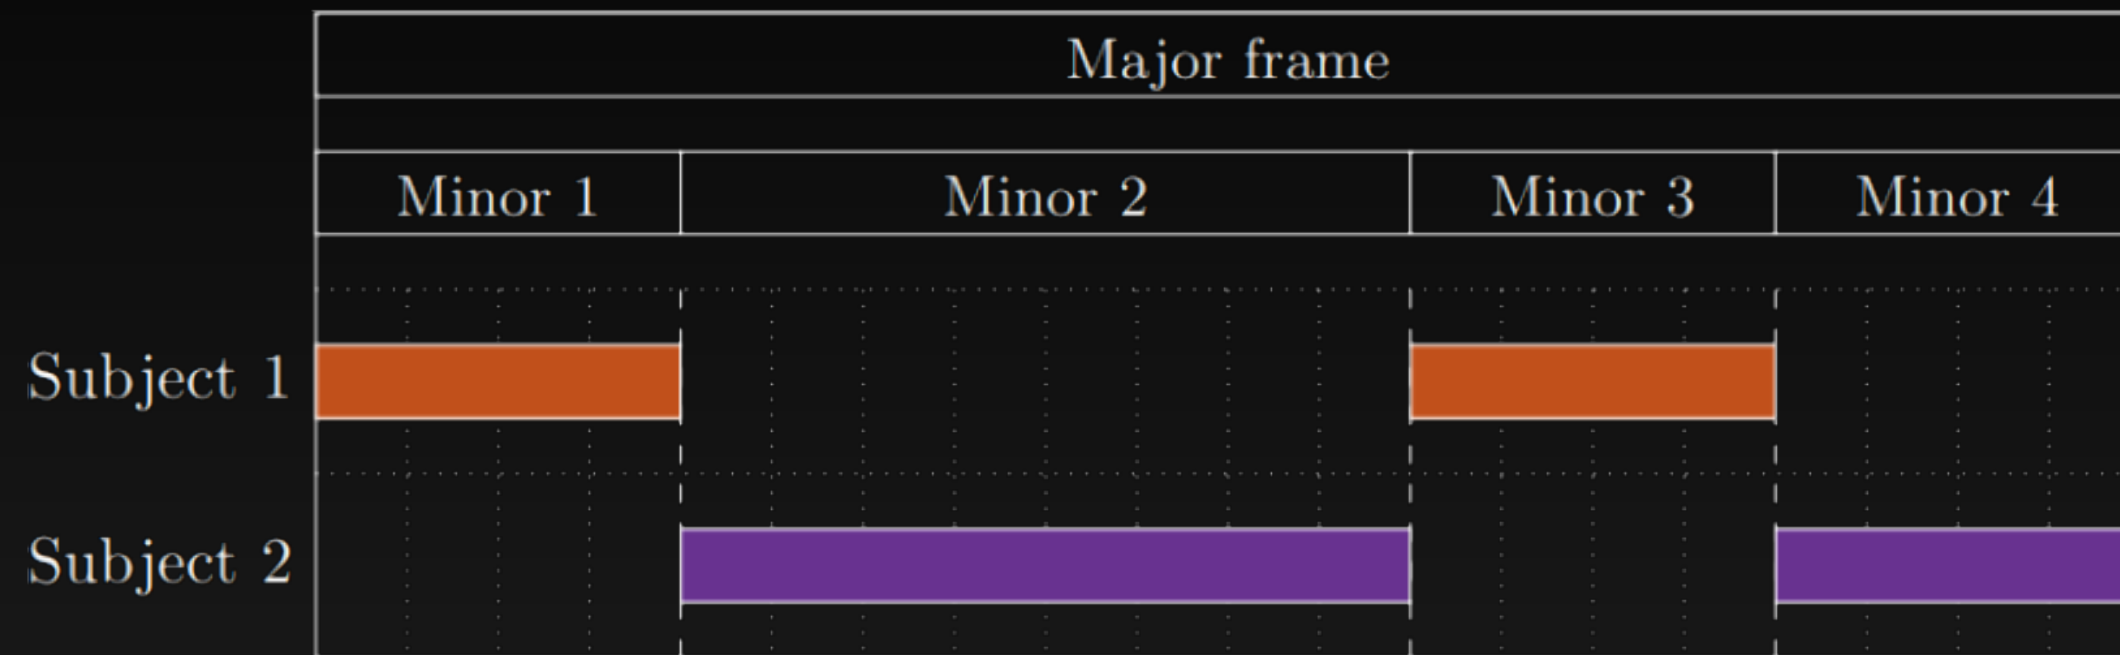 Major frame
Minor 1 Minor 2 Minor 3 Minor 4
Subject 1
Subject 2